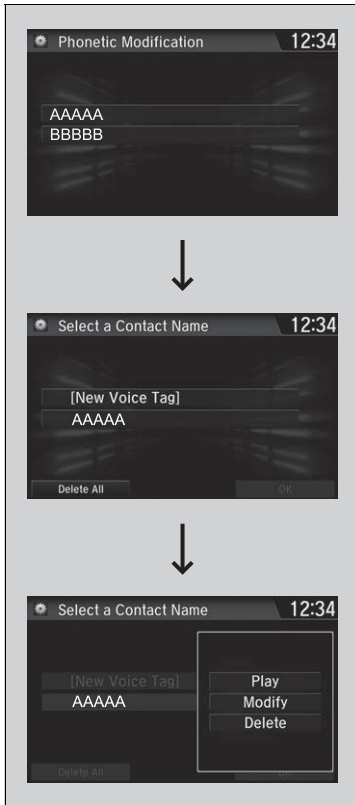 Phonetic Modification 12:34
AAAAA
BBBBB
Select a Contact Name 12:34
[New Voice Tag]
AAAAA
Delete All OK
Select a Contact Name 12:34
[New Voice Tag]
Play
AAAAA Modify
Delete
Delete All OK